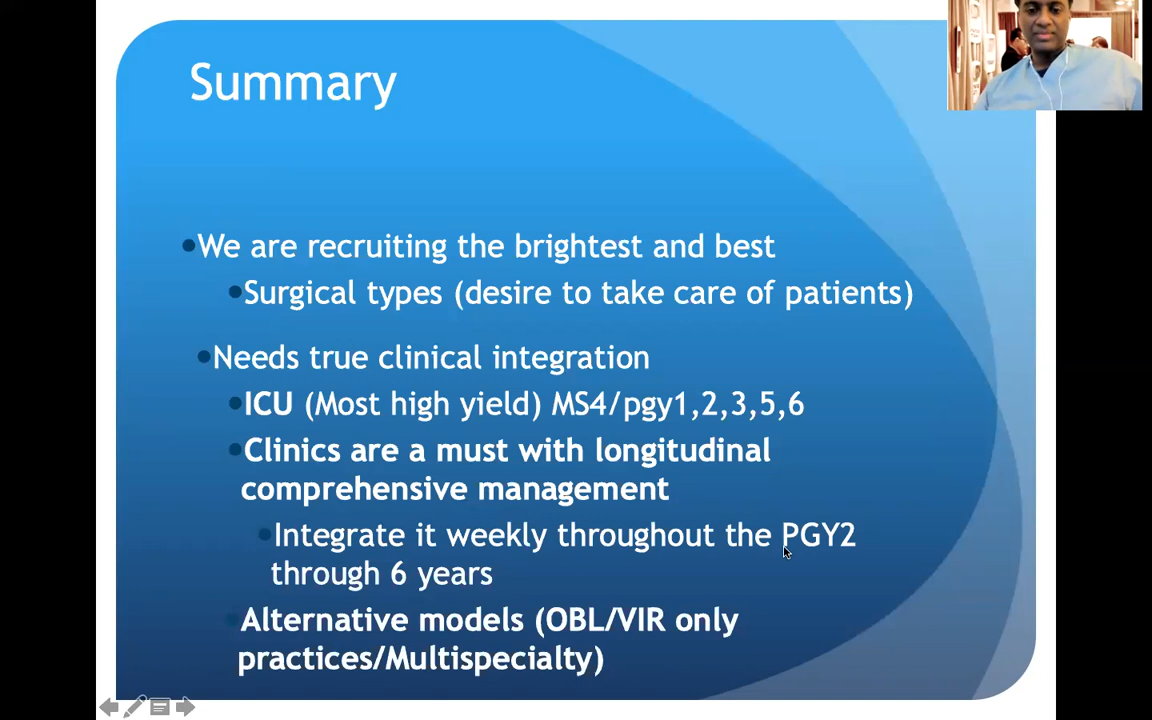 Summary
•We are recruiting the brightest and best
•Surgical types (desire to take care of patients)
•Needs true clinical integration
•ICU (Most high yield) MS4/pgy1,2,3,5,6
•Clinics are a must with longitudinal
comprehensive management
•Integrate it weekly throughout the PGY2
through 6 years
•Alternative models (OBL/VIR only
practices/Multispecialty)